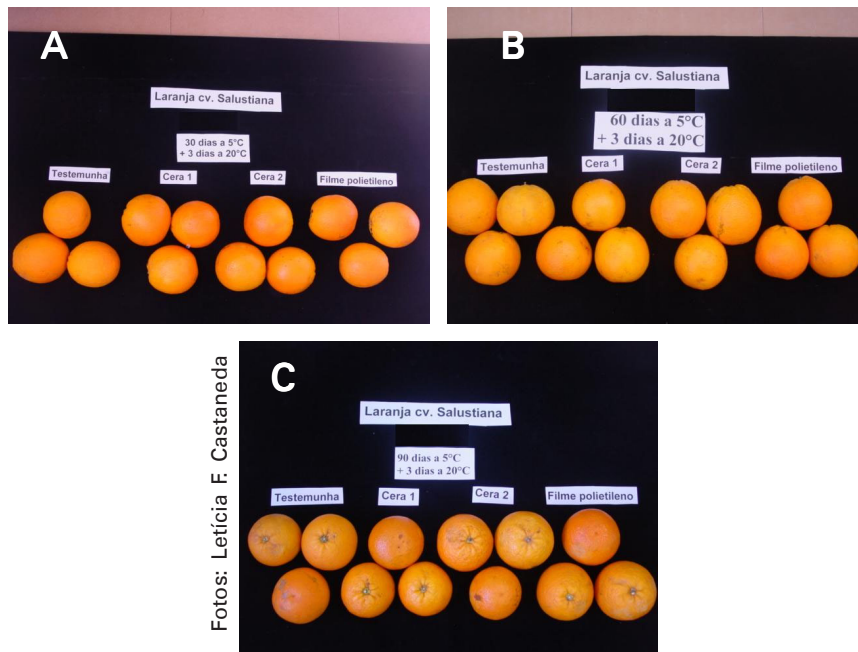 A
Laranja cv. Salustiana
30 dias a 5°C
+ 3 dias a 20°C
Testemunha
Cera 1
Cera 2
Filme polietileno
B
Laranja cv. Salustiana
60 dias a 5°C
+ 3 dias a 20°C
Testemunha
Cera 1
Cera 2
Filme polietileno
Fotos: Letícia F. Castaneda
C
Laranja cv. Salustiana
90 dias a 5°C
+ 3 dias a 20°C
Testemunha
Cera 1
Cera 2
Filme polietileno